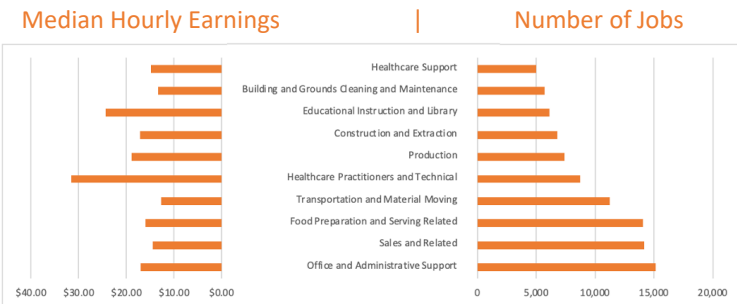 Median Hourly Earnings | Number of Jobs
Healthcare Support
Building and Grounds Cleaning and Maintenance
Educational Instruction and Library
Construction and Extraction
Production
Healthcare Practitioners and Technical
Transportation and Material Moving
Food Preparation and Serving Related
Sales and Related
Office and Administrative Support
$40.00 $30.00 $20.00 $10.00 $0.00 0 5,000 10,000 15,000 20,000